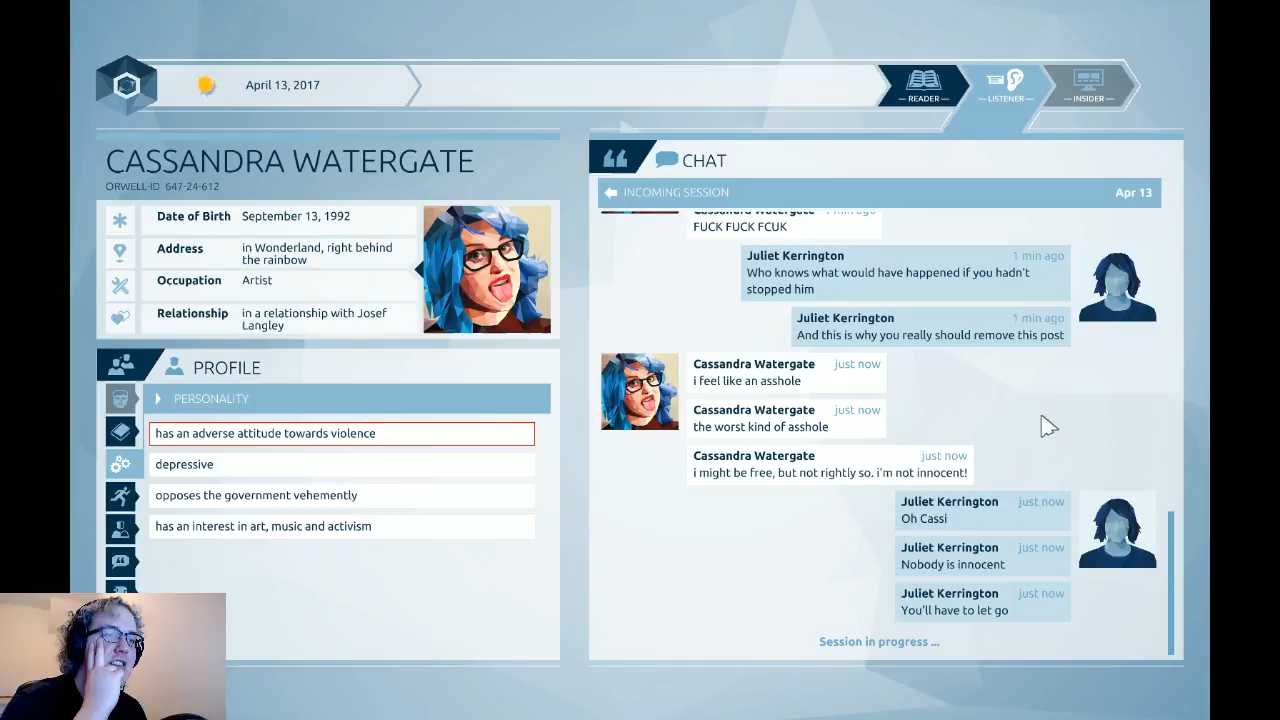 April 13, 2017
READER
LISTENER
INSIDER
CASSANDRA WATERGATE
ORWELL-ID 647-24-612
Date of Birth September 13, 1992
Address in Wonderland, right behind
the rainbow
Occupation Artist
Relationship in a relationship with Josef
Langley
PROFILE
PERSONALITY
has an adverse attitude towards violence
depressive
opposes the government vehemently
has an interest in art, music and activism
CHAT
INCOMING SESSION Apr 13
Cassandra Watergate 1 min ago
FUCK FUCK FCUK
Juliet Kerrington 1 min ago
Who knows what would have happened if you hadn't
stopped him
Juliet Kerrington 1 min ago
And this is why you really should remove this post
Cassandra Watergate just now
i feel like an asshole
Cassandra Watergate just now
the worst kind of asshole
Cassandra Watergate just now
i might be free, but not rightly so. i'm not innocent!
Juliet Kerrington just now
Oh Cassi
Juliet Kerrington just now
Nobody is innocent
Juliet Kerrington just now
You'll have to let go
Session in progress ...